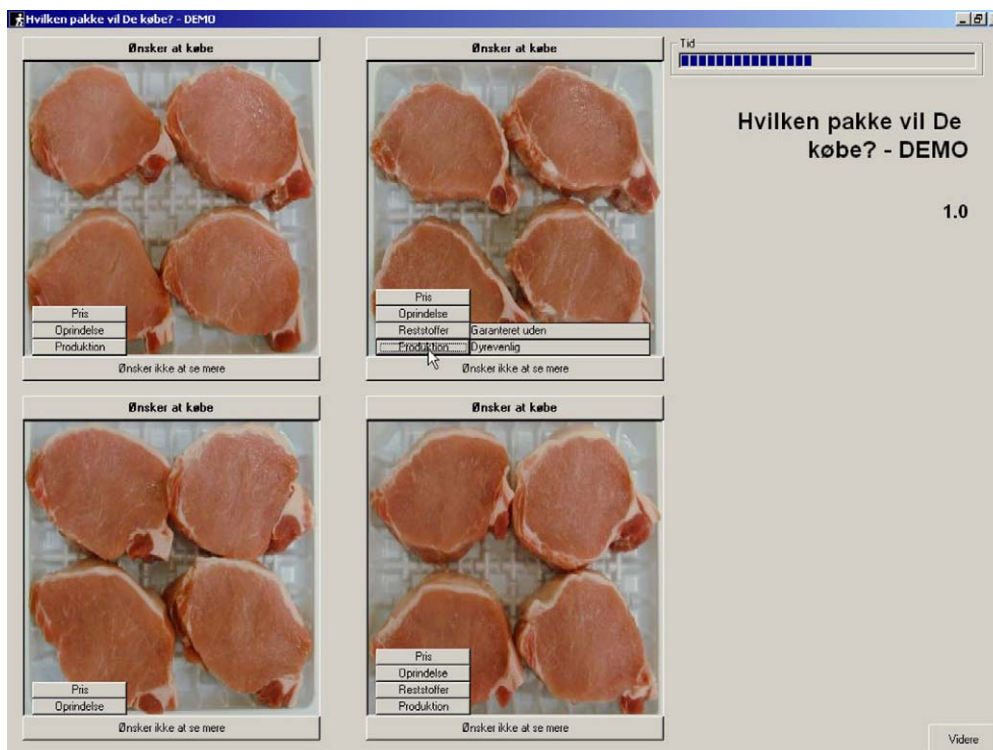 Hvilken pakke vil De købe? - DEMO
Ønsker at købe
Pris
Oprindelse
Produktion
Ønsker ikke at se mere
Ønsker at købe
Pris
Oprindelse
Reststoffer Garanteret uden
Produktion Dyrevenlig
Ønsker ikke at se mere
Tid
Hvilken pakke vil De
købe? - DEMO
1.0
Ønsker at købe
Pris
Oprindelse
Ønsker ikke at se mere
Ønsker at købe
Pris
Oprindelse
Reststoffer
Produktion
Ønsker ikke at se mere
Videre